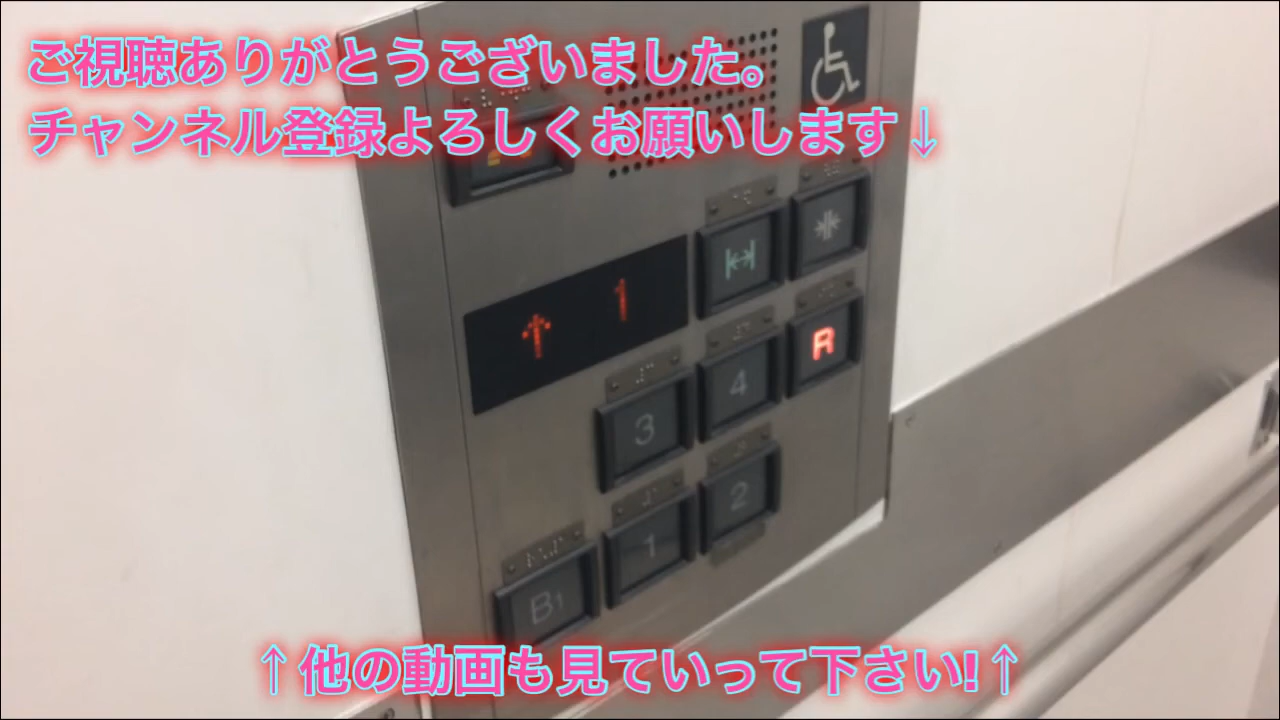 ご視聴ありがとうございました。
チャンネル登録よろしくお願いします↓
↑ 1
R
3 4
1 2
B1
↑他の動画も見ていって下さい!↑